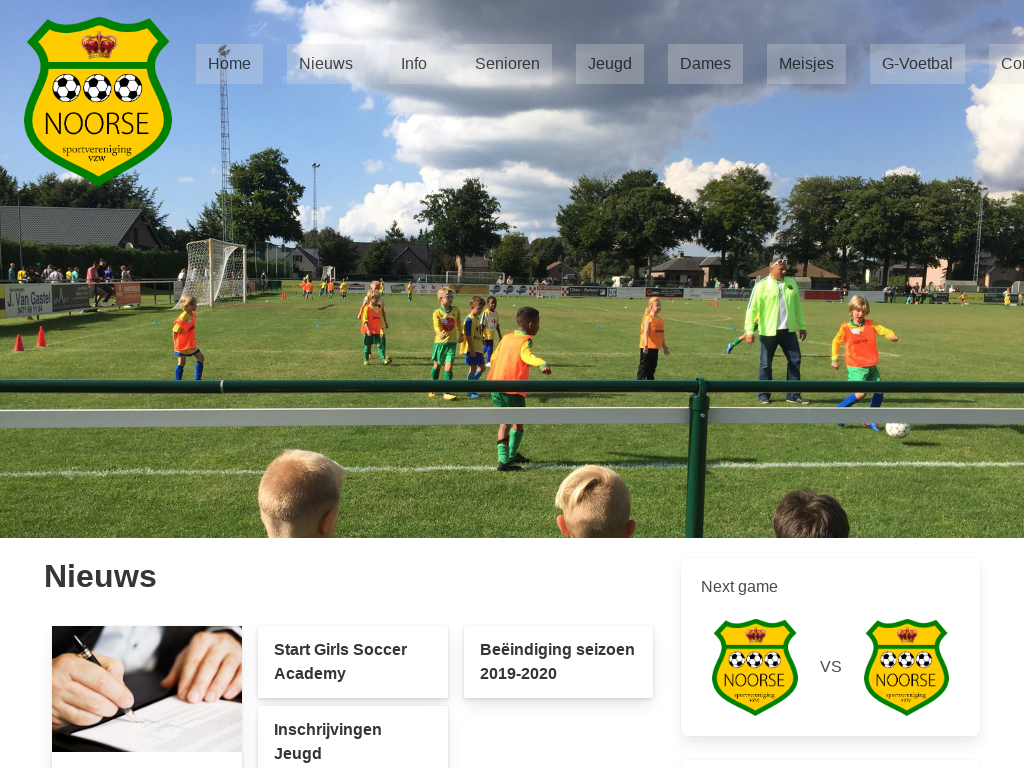 NOORSE
sportvereniging
vzw
Home
Nieuws
Info
Senioren
Jeugd
Dames
Meisjes
G-Voetbal
J. Van Gastel
Nieuws
Start Girls Soccer
Academy
Beëindiging seizoen
2019-2020
Inschrijvingen
Jeugd
Next game
NOORSE
sportvereniging
vzw
VS
NOORSE
sportvereniging
vzw